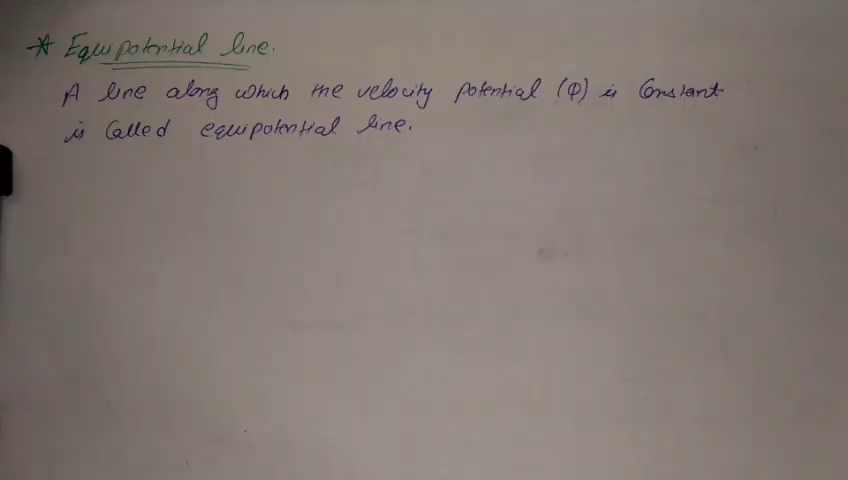 * Equipotential line.
A line along which the velocity potential (φ) is Constant
is Called equipotential line.